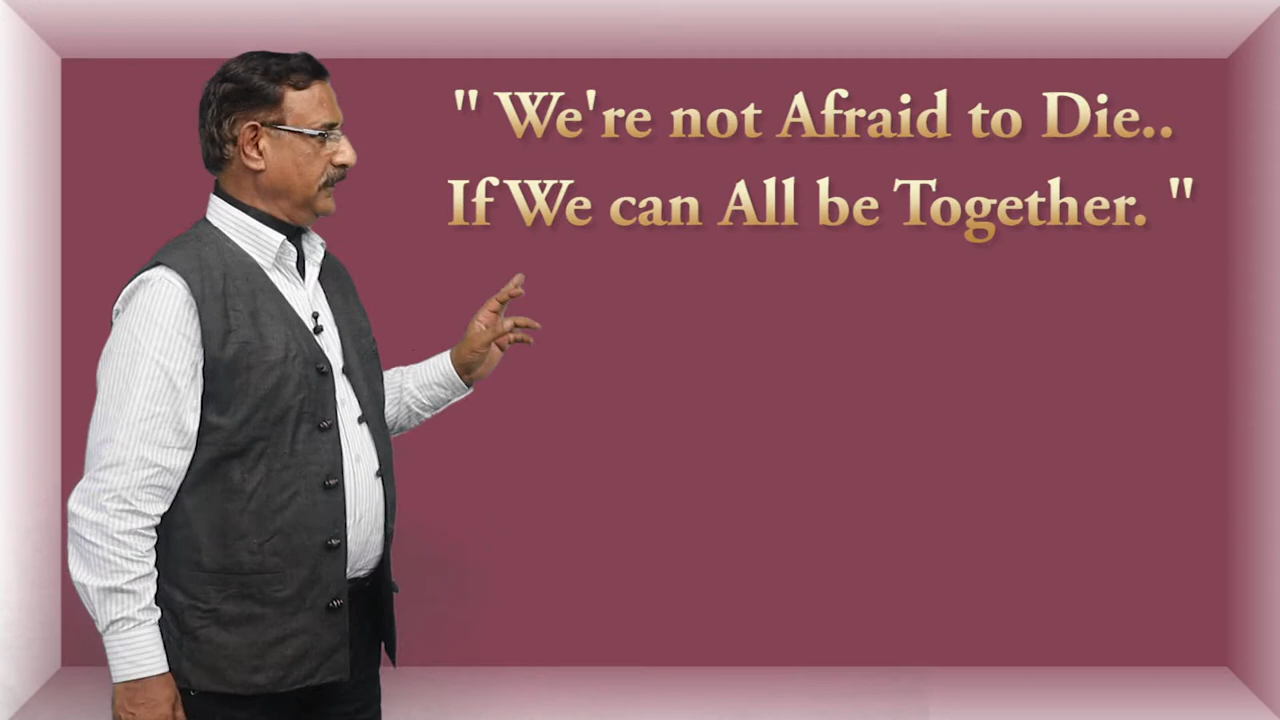 " We're not Afraid to Die..
If We can All be Together. "